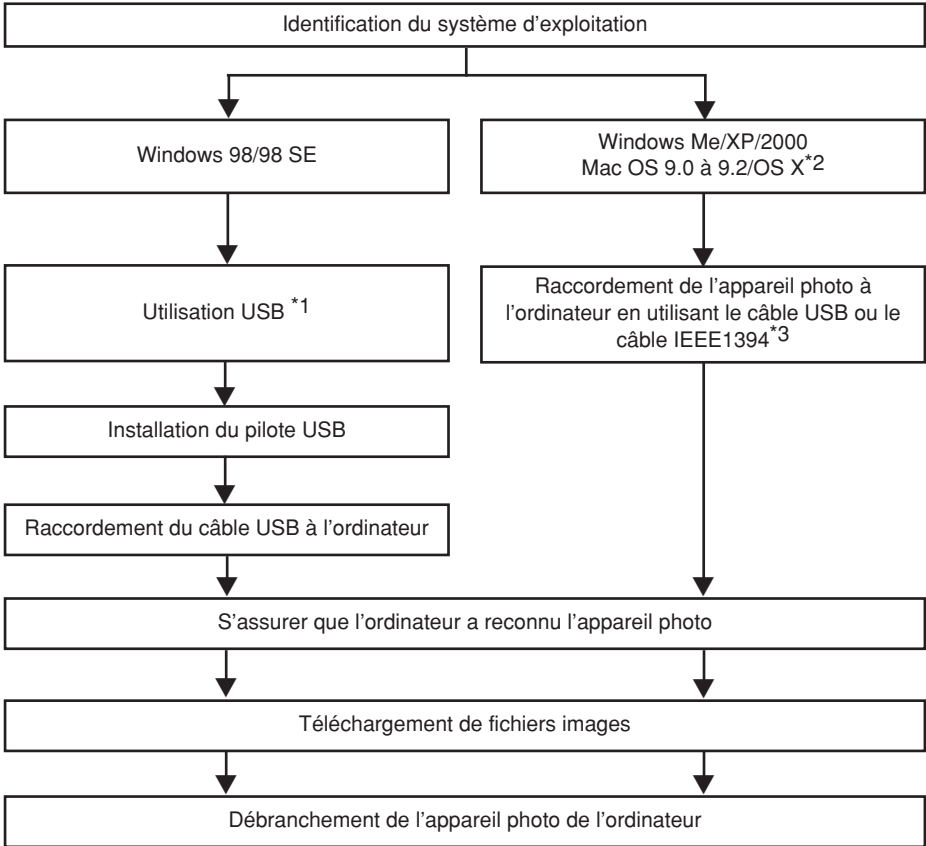 Identification du système d'exploitation
Windows 98/98 SE
Windows Me/XP/2000
Mac OS 9.0 à 9.2/OS X*2
Utilisation USB *1
Raccordement de l'appareil photo à
l'ordinateur en utilisant le câble USB ou le
câble IEEE1394*3
Installation du pilote USB
Raccordement du câble USB à l'ordinateur
S'assurer que l'ordinateur a reconnu l'appareil photo
Téléchargement de fichiers images
Débranchement de l'appareil photo de l'ordinateur